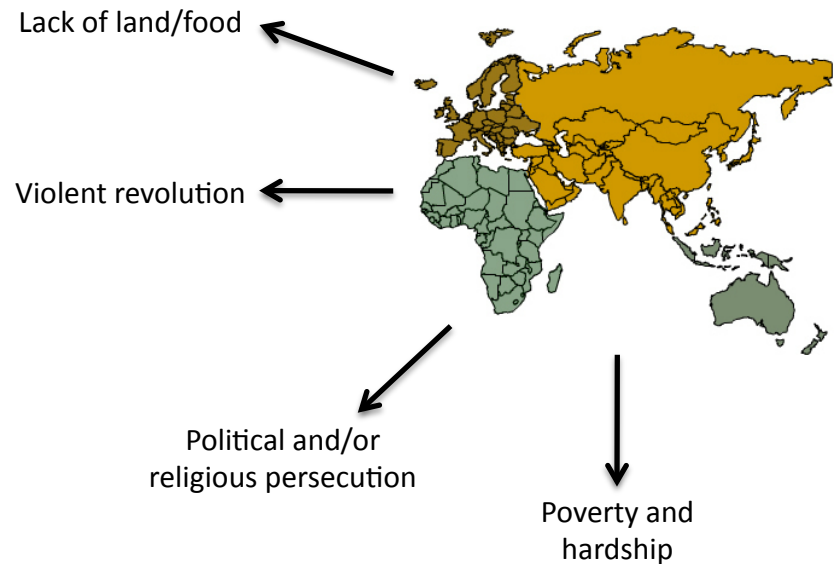 Lack of land/food
Violent revolution
Political and/or
religious persecution
Poverty and
hardship